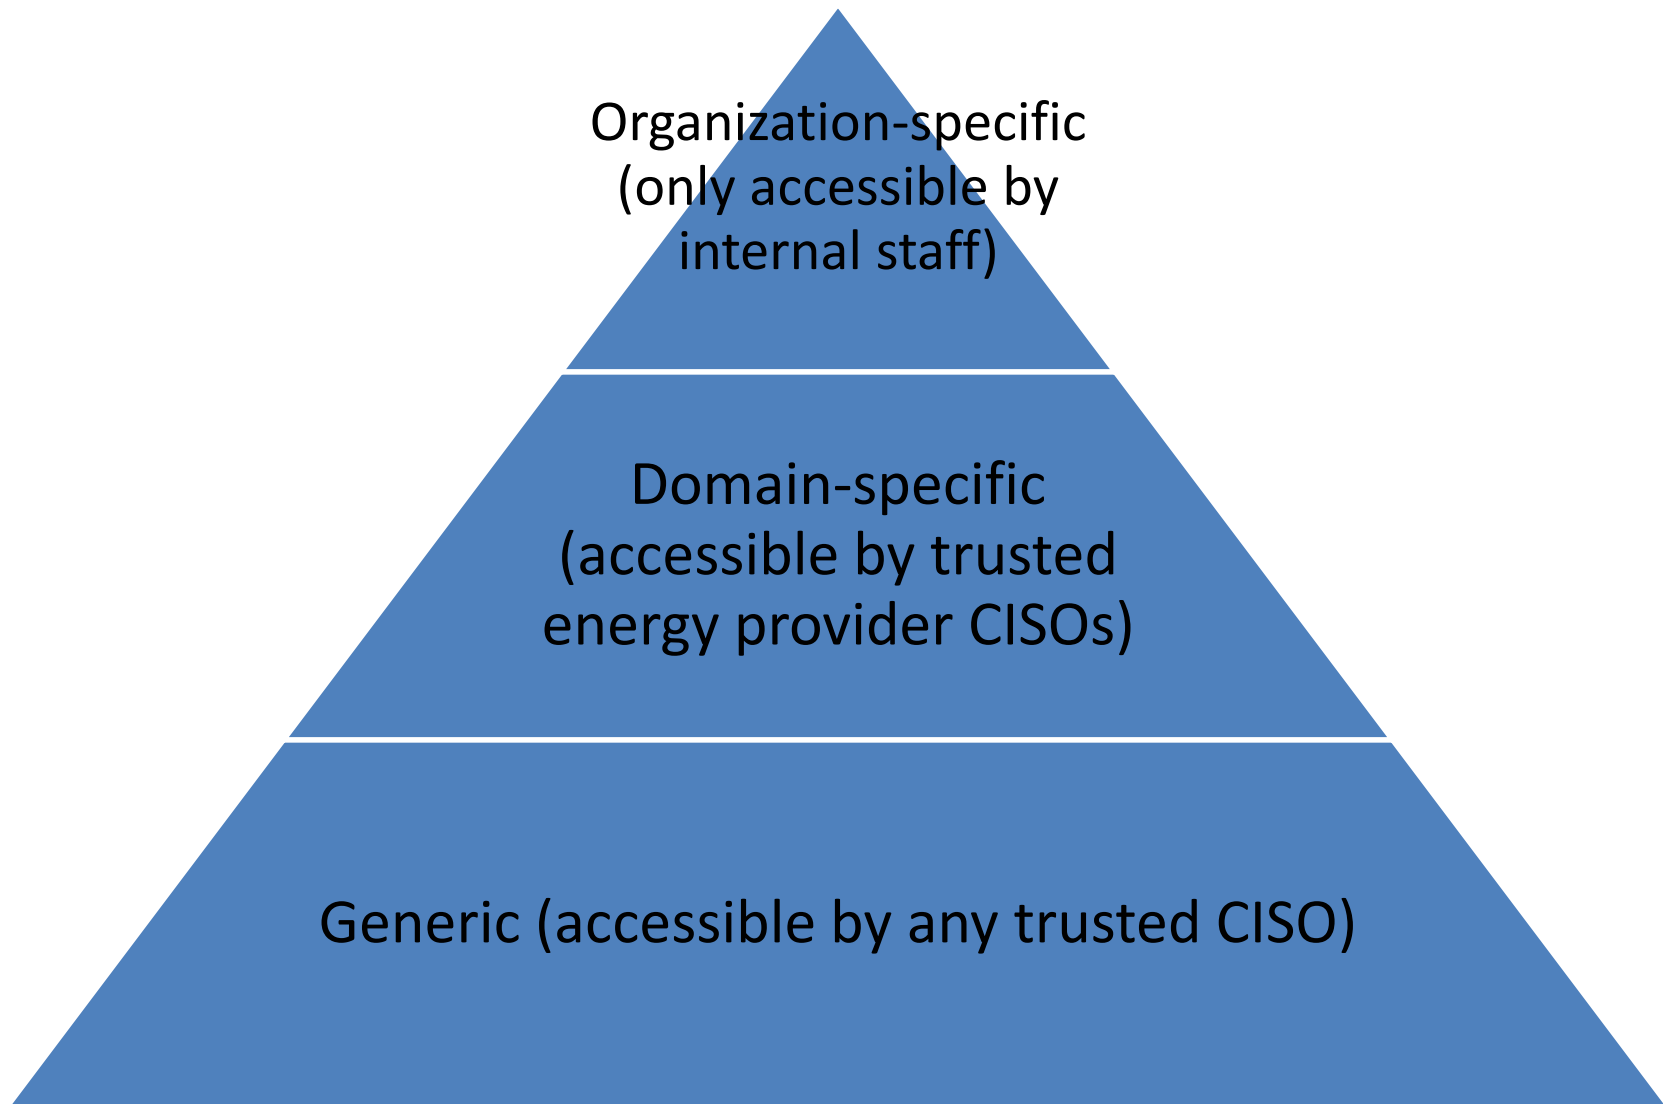 Organization-specific
(only accessible by
internal staff)
Domain-specific
(accessible by trusted
energy provider CISOs)
Generic (accessible by any trusted CISO)